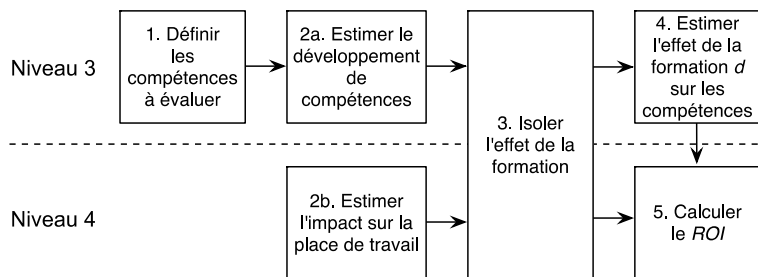 Niveau 3
1. Définir
les
compétences
à évaluer
2a. Estimer le
développement
de
compétences
3. Isoler
l'effet de la
formation
4. Estimer
l'effet de la
formation d
sur les
compétences
Niveau 4
2b. Estimer
l'impact sur la
place de travail
5. Calculer
le ROI